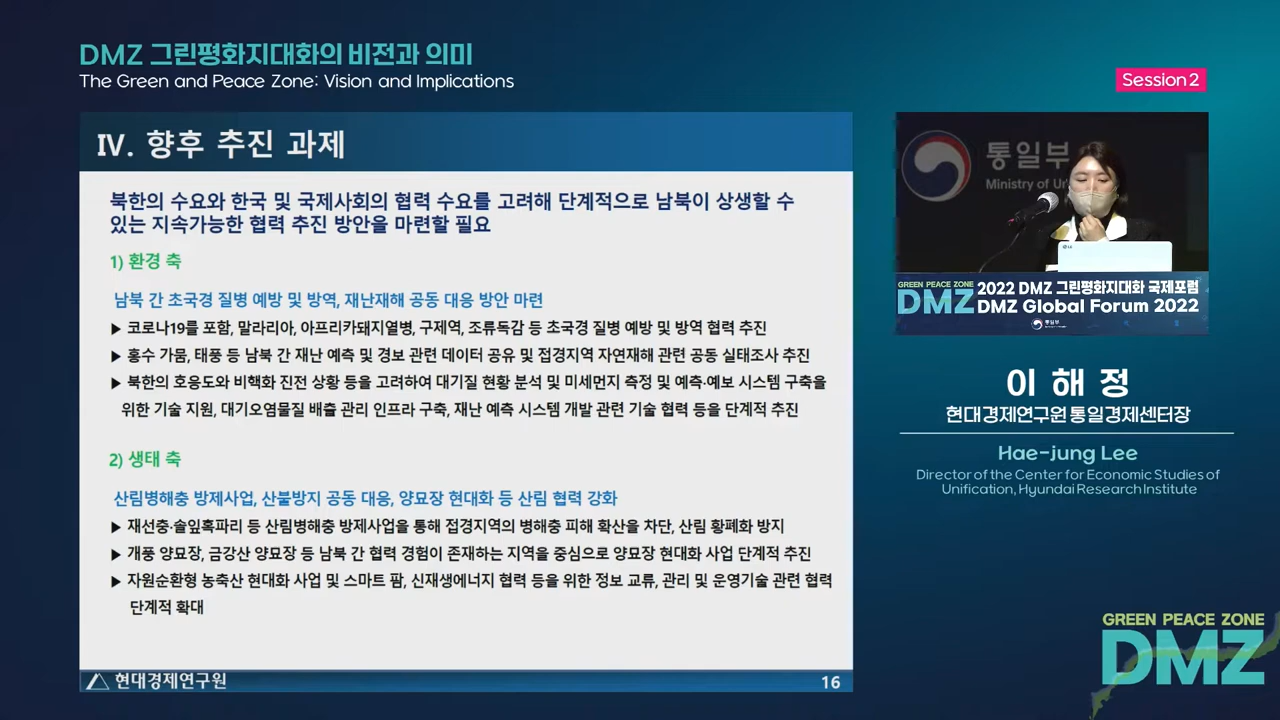 DMZ 그린평화지대화의 비전과 의미
The Green and Peace Zone: Vision and Implications
Session 2
Ⅳ. 향후 추진 과제
북한의 수요와 한국 및 국제사회의 협력 수요를 고려해 단계적으로 남북이 상생할 수
있는 지속가능한 협력 추진 방안을 마련할 필요
1) 환경 축
남북 간 초국경 질병 예방 및 방역, 재난재해 공동 대응 방안 마련
▶ 코로나19를 포함, 말라리아, 아프리카돼지열병, 구제역, 조류독감 등 초국경 질병 예방 및 방역 협력 추진
▶ 홍수 가뭄, 태풍 등 남북 간 재난 예측 및 경보 관련 데이터 공유 및 접경지역 자연재해 관련 공동 실태조사 추진
▶ 북한의 호응도와 비핵화 진전 상황 등을 고려하여 대기질 현황 분석 및 미세먼지 측정 및 예측·예보 시스템 구축을
위한 기술 지원, 대기오염물질 배출 관리 인프라 구축, 재난 예측 시스템 개발 관련 기술 협력 등을 단계적 추진
2) 생태 축
산림병해충 방제사업, 산불방지 공동 대응, 양묘장 현대화 등 산림 협력 강화
▶ 재선충·솔잎혹파리 등 산림병해충 방제사업을 통해 접경지역의 병해충 피해 확산을 차단, 산림 황폐화 방지
▶ 개풍 양묘장, 금강산 양묘장 등 남북 간 협력 경험이 존재하는 지역을 중심으로 양묘장 현대화 사업 단계적 추진
▶ 자원순환형 농축산 현대화 사업 및 스마트 팜, 신재생에너지 협력 등을 위한 정보 교류, 관리 및 운영기술 관련 협력
단계적 확대
현대경제연구원
16
통일부
Ministry of Un
LG
GREEN PEACE ZONE
DMZ
2022 DMZ 그린평화지대화 국제포럼
DMZ Global Forum 2022
통일부
이해정
현대경제연구원 통일경제센터장
Hae-jung Lee
Director of the Center for Economic Studies of
Unification, Hyundai Research Institute
GREEN PEACE ZONE
DMZ